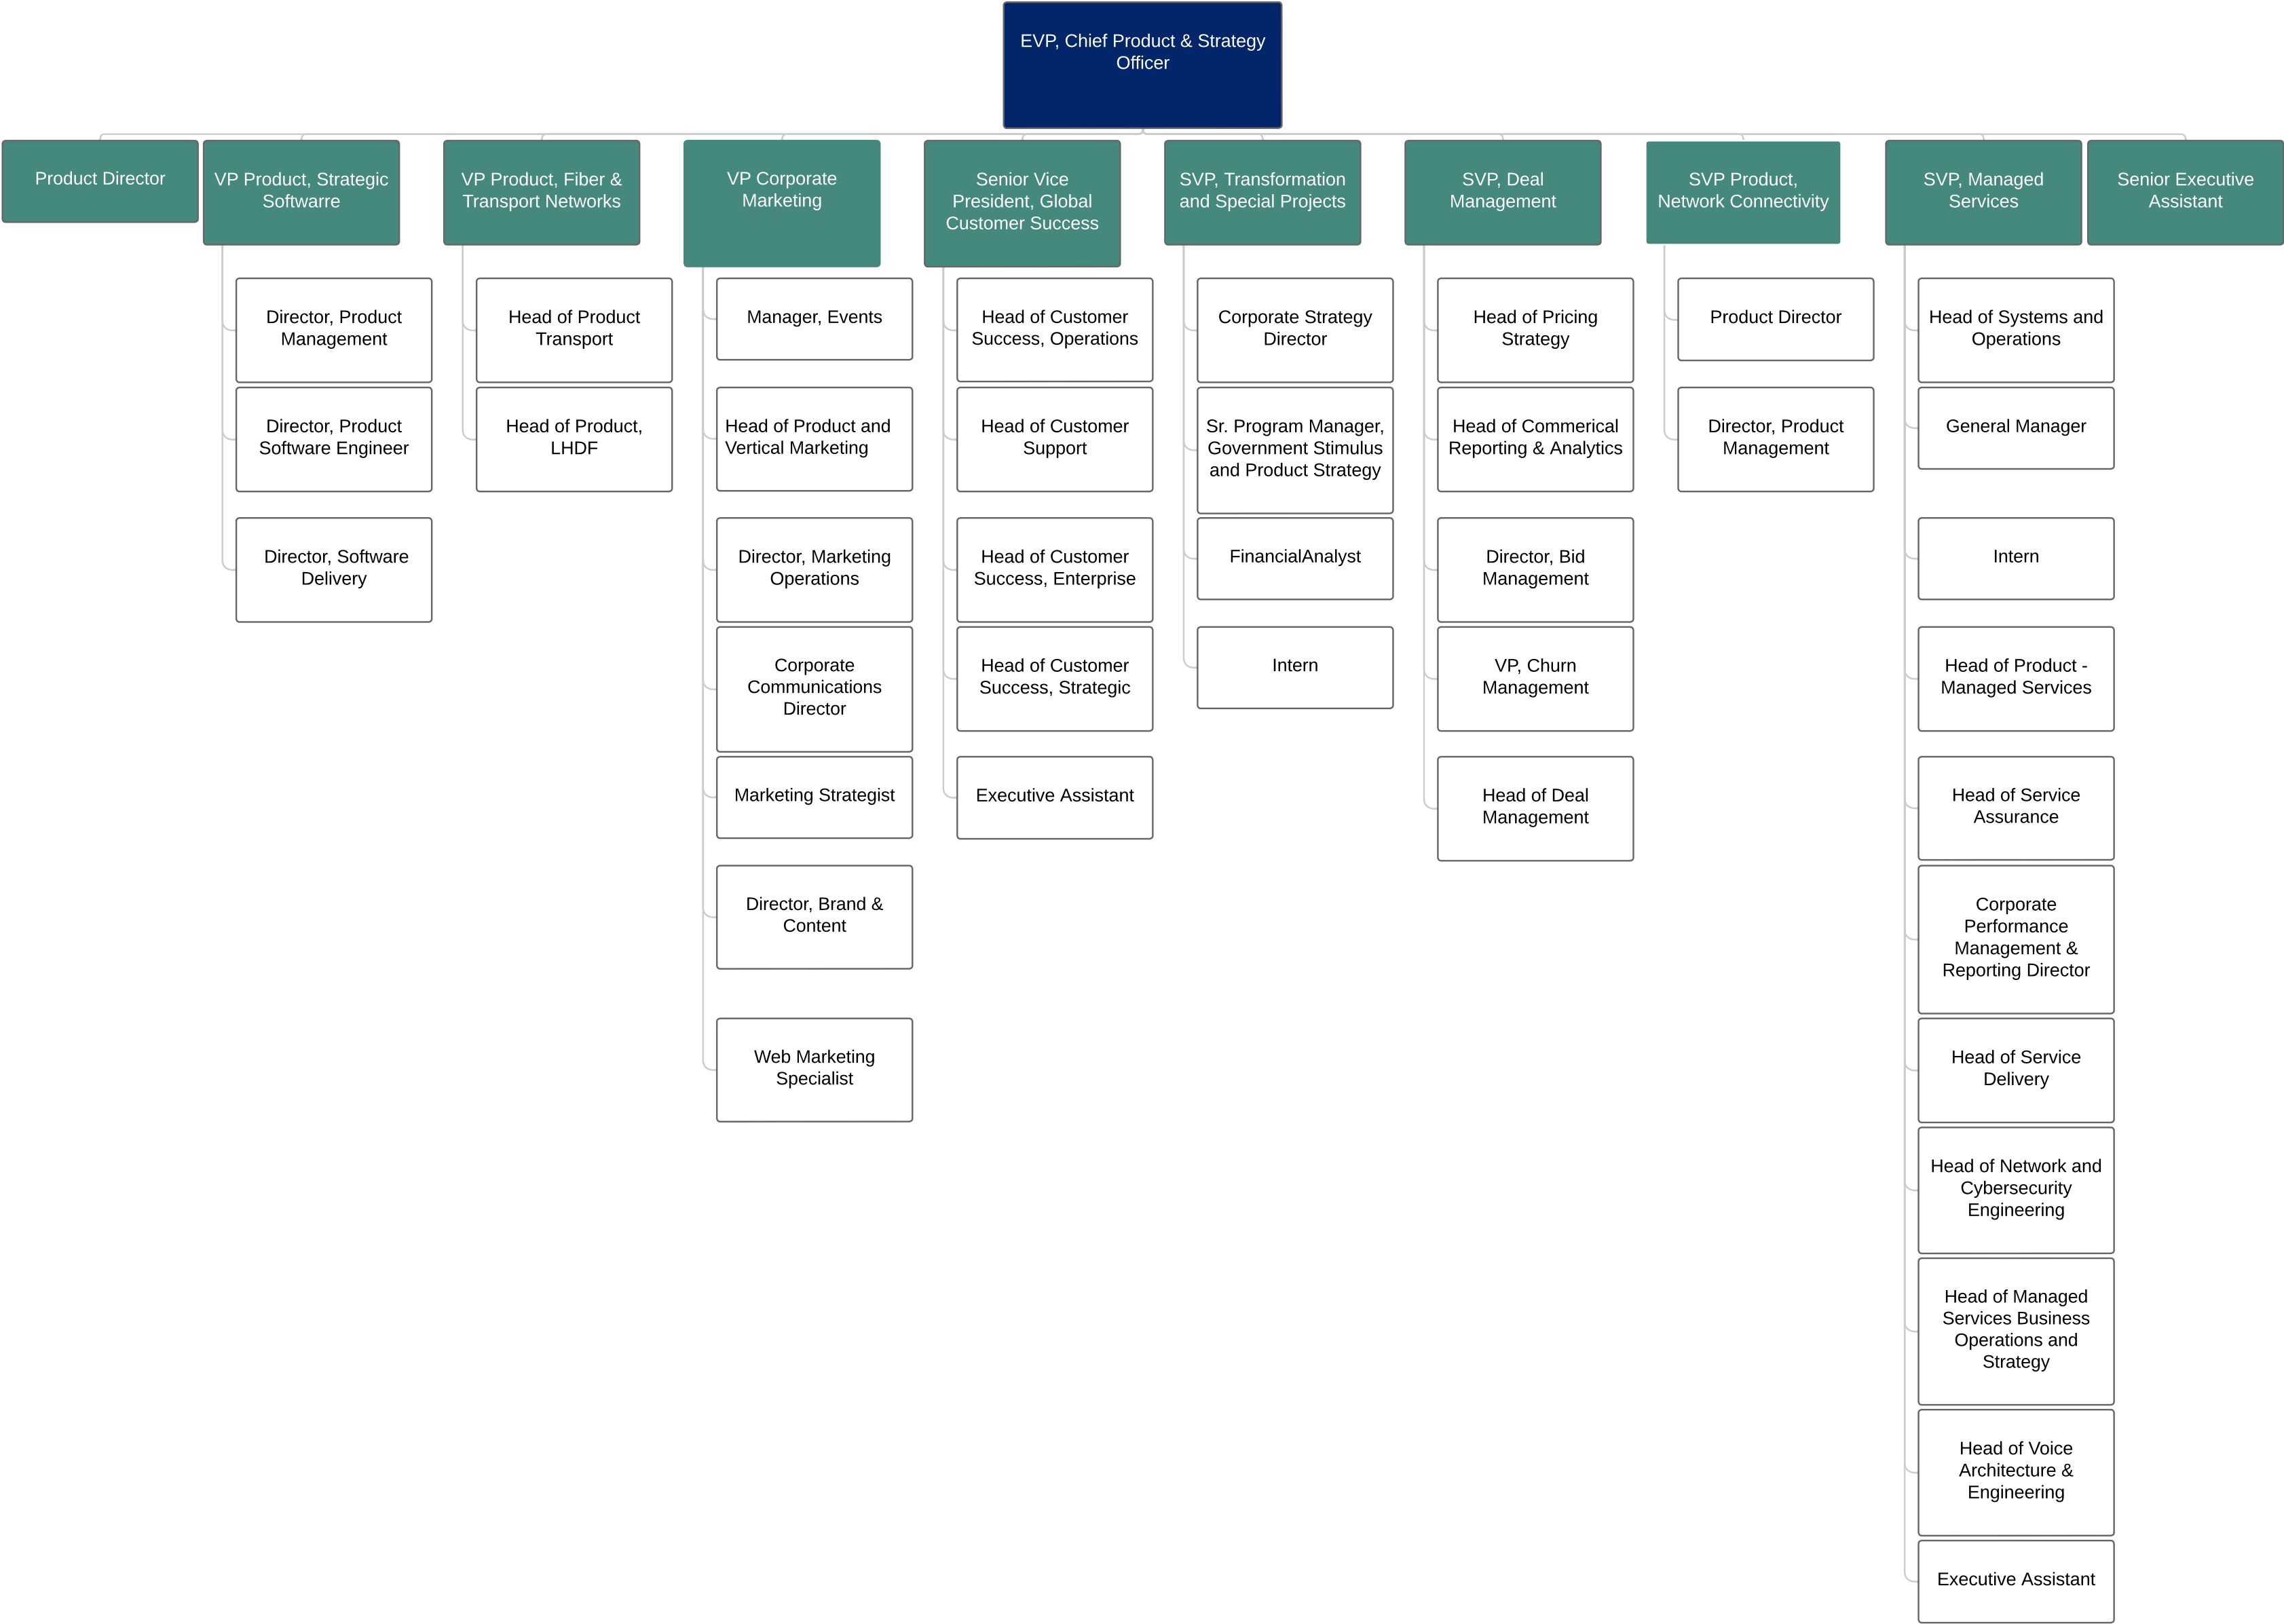 EVP, Chief Product & Strategy
Officer
Product Director
VP Product, Strategic
Softwarre
VP Product, Fiber &
Transport Networks
VP Corporate
Marketing
Senior Vice
President, Global
Customer Success
SVP, Transformation
and Special Projects
SVP, Deal
Management
SVP Product,
Network Connectivity
SVP, Managed
Services
Senior Executive
Assistant
Director, Product
Management
Director, Product
Software Engineer
Director, Software
Delivery
Head of Product
Transport
Head of Product,
LHDF
Manager, Events
Head of Product and
Vertical Marketing
Director, Marketing
Operations
Corporate
Communications
Director
Marketing Strategist
Director, Brand &
Content
Web Marketing
Specialist
Head of Customer
Success, Operations
Head of Customer
Support
Head of Customer
Success, Enterprise
Head of Customer
Success, Strategic
Executive Assistant
Corporate Strategy
Director
Sr. Program Manager,
Government Stimulus
and Product Strategy
FinancialAnalyst
Intern
Head of Pricing
Strategy
Head of Commerical
Reporting & Analytics
Director, Bid
Management
VP, Churn
Management
Head of Deal
Management
Product Director
Director, Product
Management
Head of Systems and
Operations
General Manager
Intern
Head of Product -
Managed Services
Head of Service
Assurance
Corporate
Performance
Management &
Reporting Director
Head of Service
Delivery
Head of Network and
Cybersecurity
Engineering
Head of Managed
Services Business
Operations and
Strategy
Head of Voice
Architecture &
Engineering
Executive Assistant